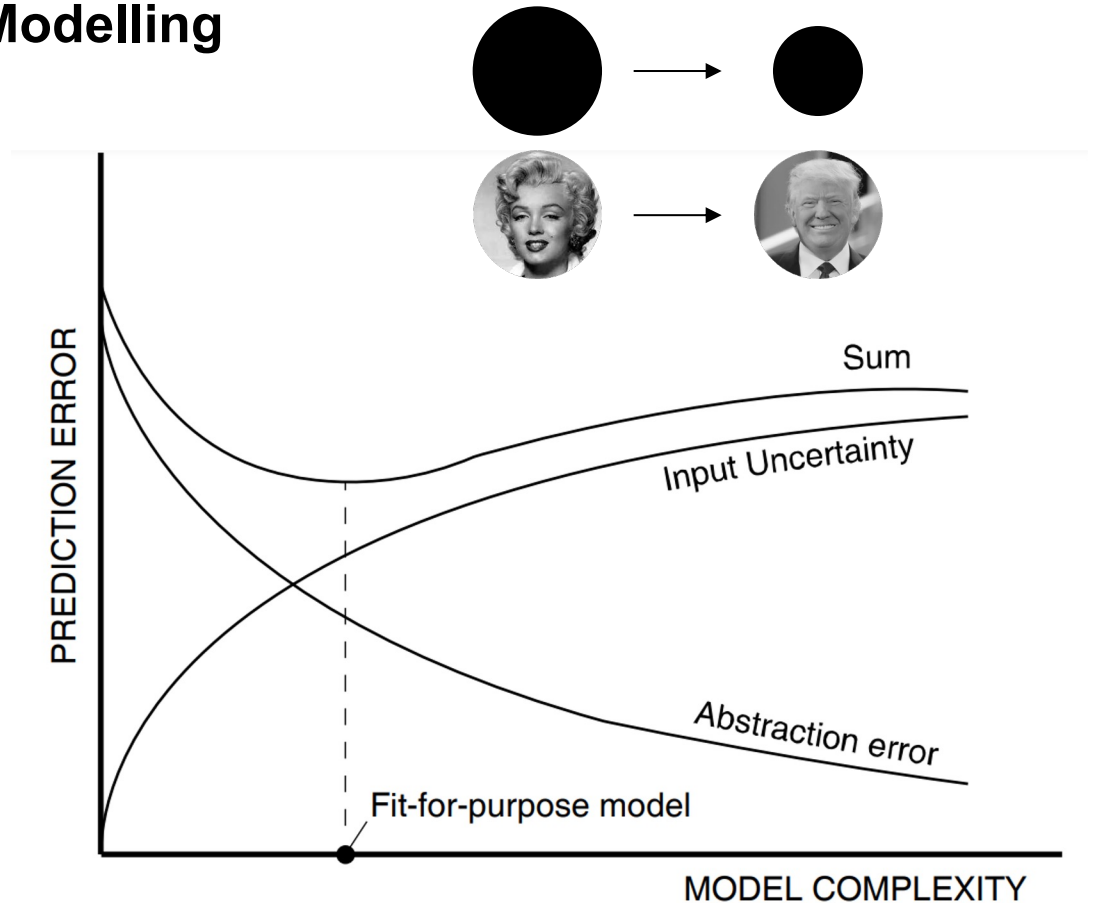 Modelling
PREDICTION ERROR
Sum
Input Uncertainty
Abstraction error
Fit-for-purpose model
MODEL COMPLEXITY